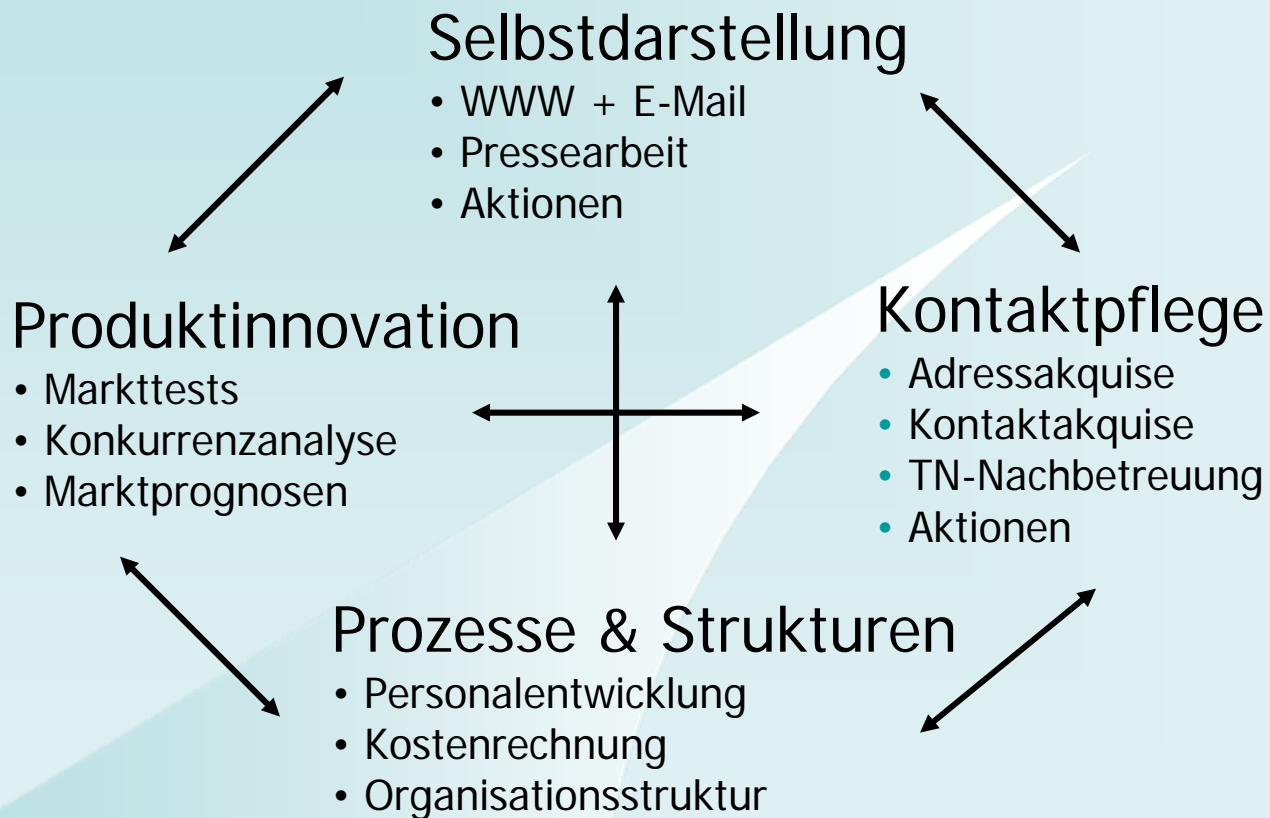 Selbstdarstellung
• WWW + E-Mail
• Pressearbeit
• Aktionen
Produktinnovation
• Markttests
• Konkurrenzanalyse
• Marktprognosen
Kontaktpflege
• Adressakquise
• Kontaktakquise
• TN-Nachbetreuung
• Aktionen
Prozesse & Strukturen
• Personalentwicklung
• Kostenrechnung
• Organisationsstruktur